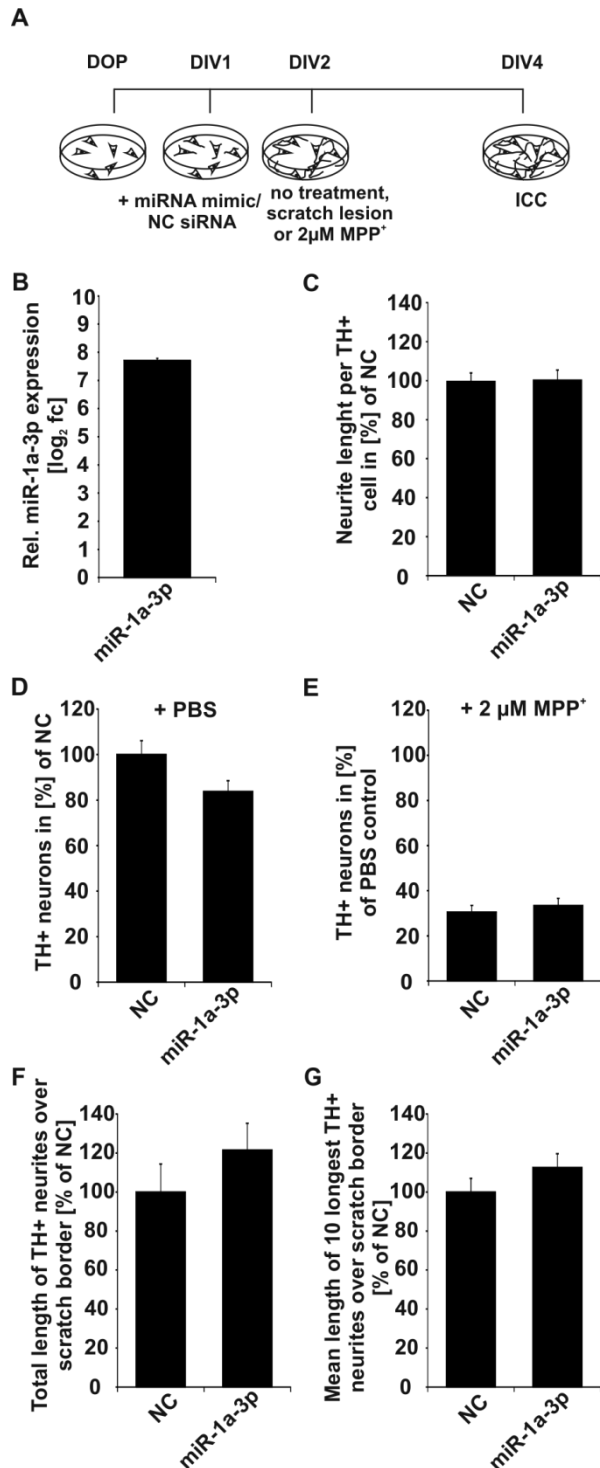 A
DOP DIV1 DIV2 DIV4
+ miRNA mimic/
NC siRNA
no treatment,
scratch lesion
or 2µM MPP⁺
ICC
B
Rel. miR-1a-3p expression
[log₂ fc]
10
9
8
7
6
5
4
3
2
1
0
miR-1a-3p
C
Neurite lenght per TH+
cell in [%] of NC
140
120
100
80
60
40
20
0
NC
miR-1a-3p
D
+ PBS
TH+ neurons in [%] of NC
120
100
80
60
40
20
0
NC
miR-1a-3p
E
+ 2 µM MPP⁺
TH+ neurons in [%]
of PBS control
120
100
80
60
40
20
0
NC
miR-1a-3p
F
Total length of TH+ neurites over
scratch border [% of NC]
140
120
100
80
60
40
20
0
NC
miR-1a-3p
G
Mean length of 10 longest TH+
neurites over scratch border
[% of NC]
140
120
100
80
60
40
20
0
NC
miR-1a-3p